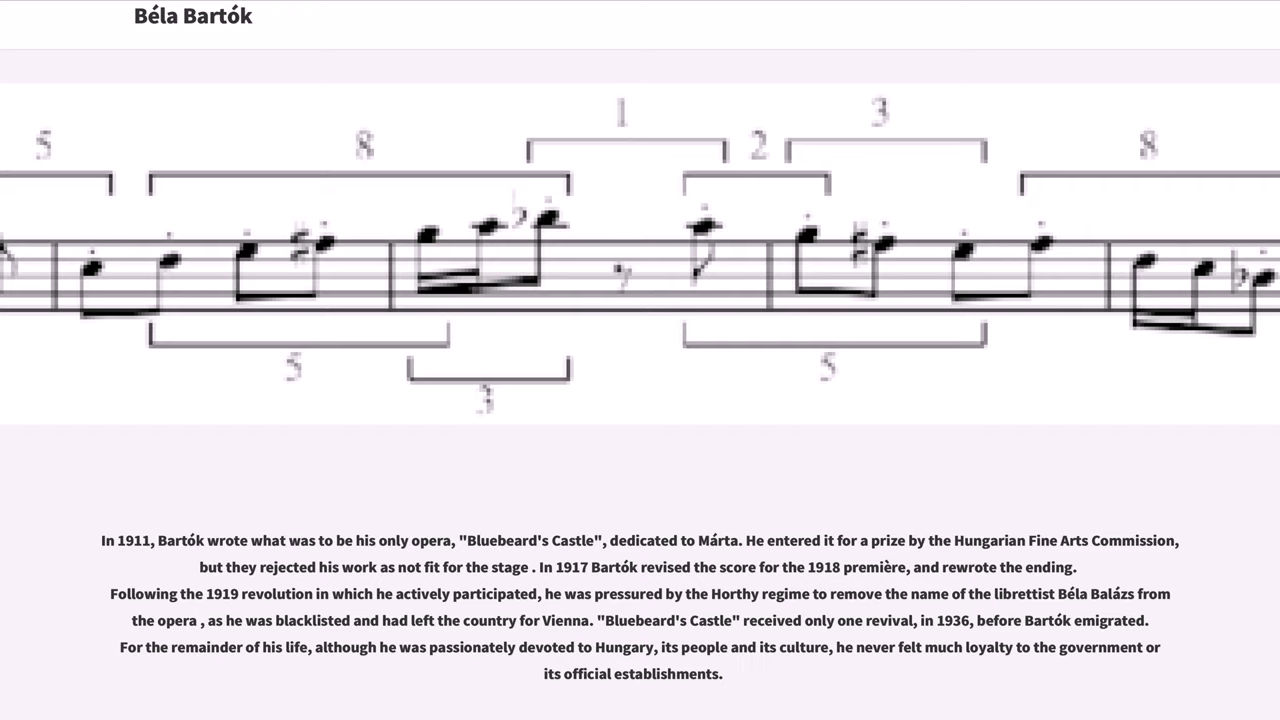 Béla Bartók
1
3
5
8
2
8
5
5
3
In 1911, Bartók wrote what was to be his only opera, "Bluebeard's Castle", dedicated to Márta. He entered it for a prize by the Hungarian Fine Arts Commission,
but they rejected his work as not fit for the stage . In 1917 Bartók revised the score for the 1918 première, and rewrote the ending.
Following the 1919 revolution in which he actively participated, he was pressured by the Horthy regime to remove the name of the librettist Béla Balázs from
the opera , as he was blacklisted and had left the country for Vienna. "Bluebeard's Castle" received only one revival, in 1936, before Bartók emigrated.
For the remainder of his life, although he was passionately devoted to Hungary, its people and its culture, he never felt much loyalty to the government or
its official establishments.